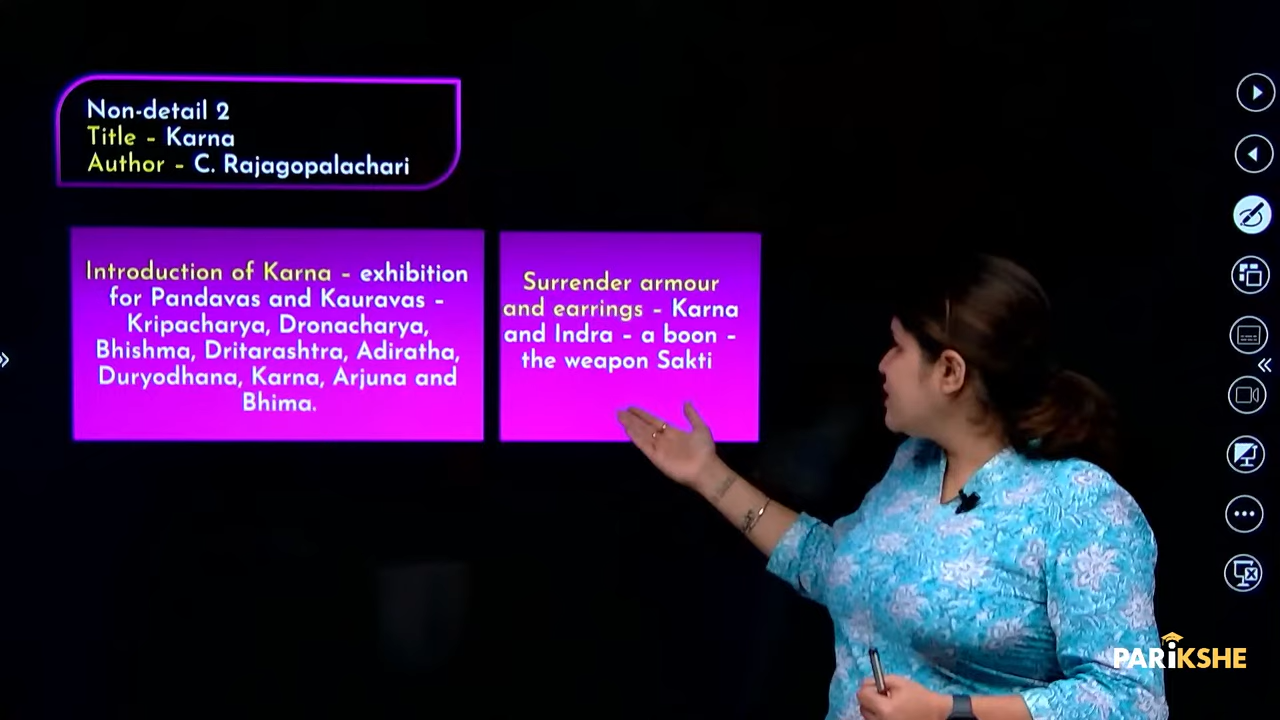 Non-detail 2
Title - Karna
Author - C. Rajagopalachari
Introduction of Karna - exhibition
for Pandavas and Kauravas -
Kripacharya, Dronacharya,
Bhishma, Dritarashtra, Adiratha,
Duryodhana, Karna, Arjuna and
Bhima.
Surrender armour
and earrings - Karna
and Indra - a boon -
the weapon Sakti
PARiKSHE